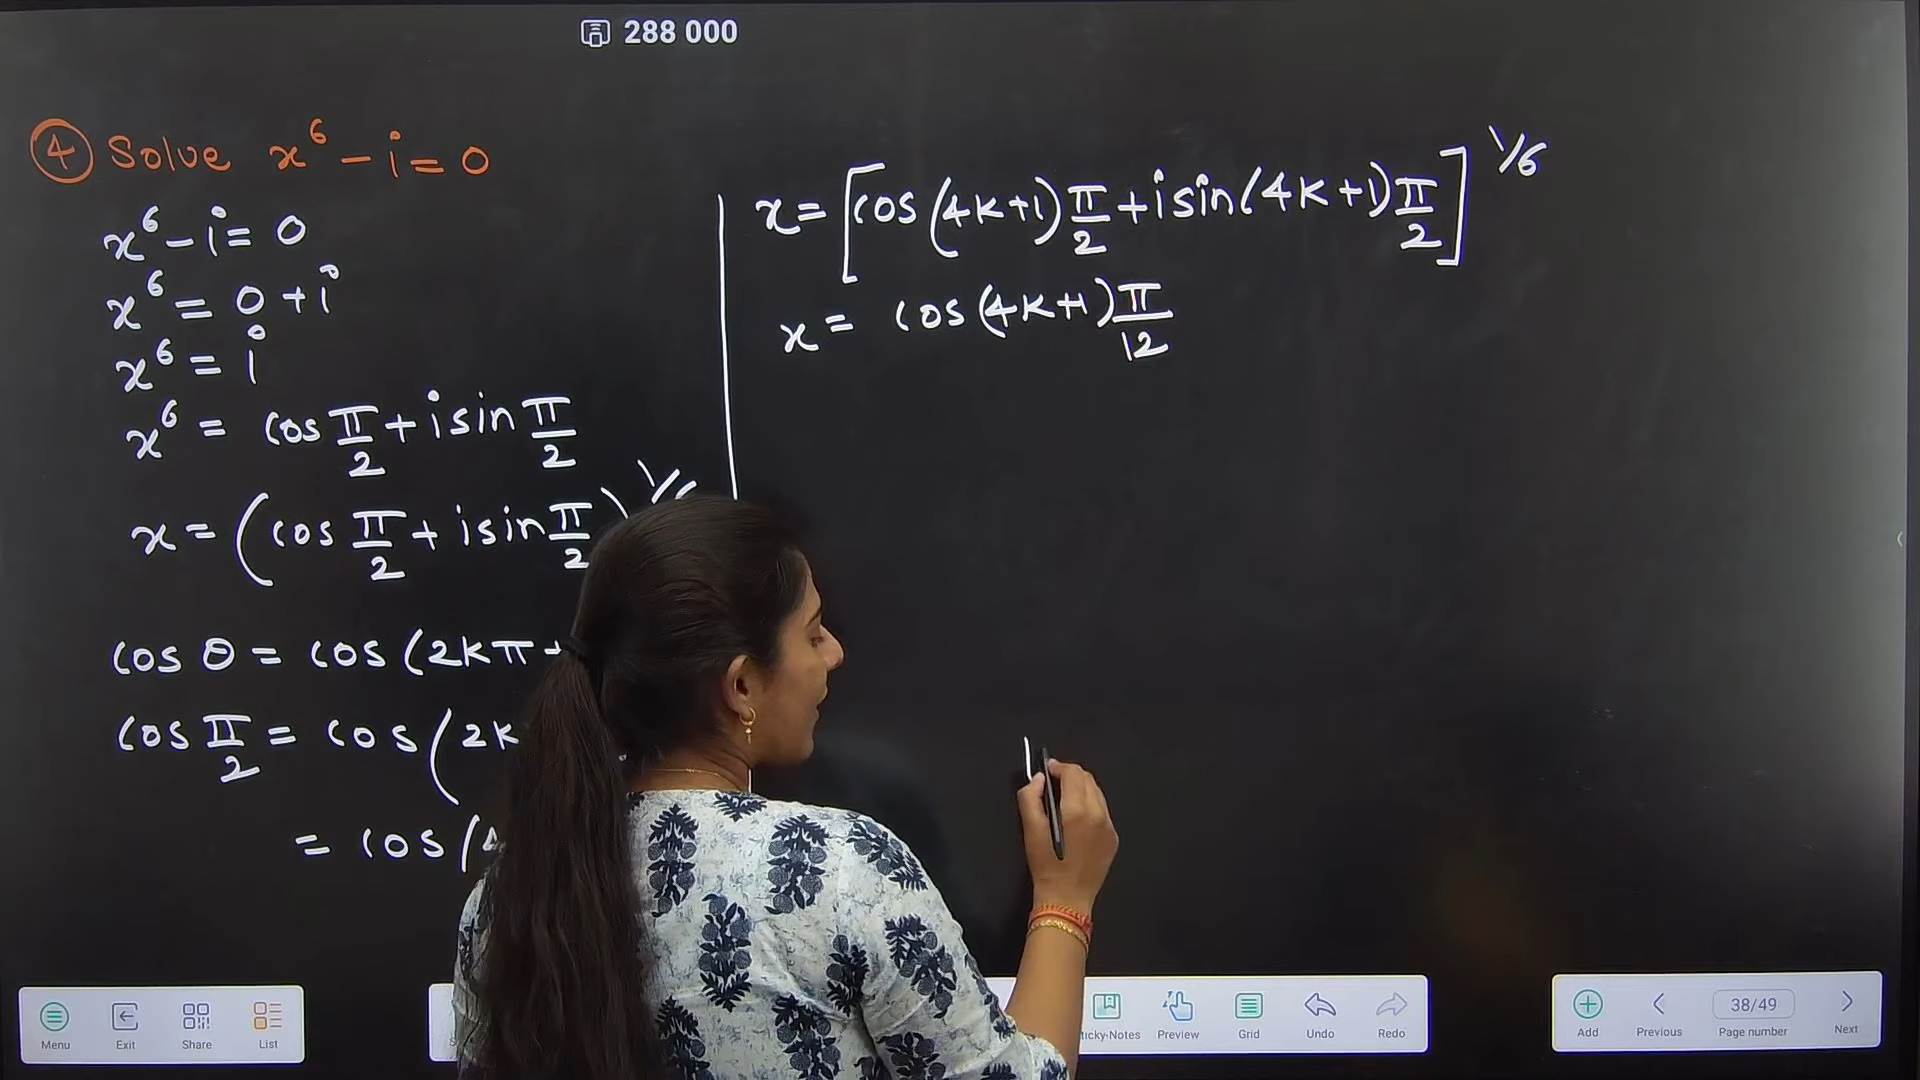 288 000
④ Solve x⁶ - i = 0
x⁶ - i = 0
x⁶ = 0 + i
x⁶ = i
x⁶ = cos π/2 + i sin π/2
x = (cos π/2 + i sin π/2)
cos θ = cos (2kπ +
cos π/2 = cos (2k
= cos (4
x = [cos (4k+1) π/2 + i sin (4k+1) π/2]^1/6
x = cos (4k+1) π/12
Menu
Exit
Share
List
Sticky-Notes
Preview
Grid
Undo
Redo
Add
Previous
38/49
Page number
Next